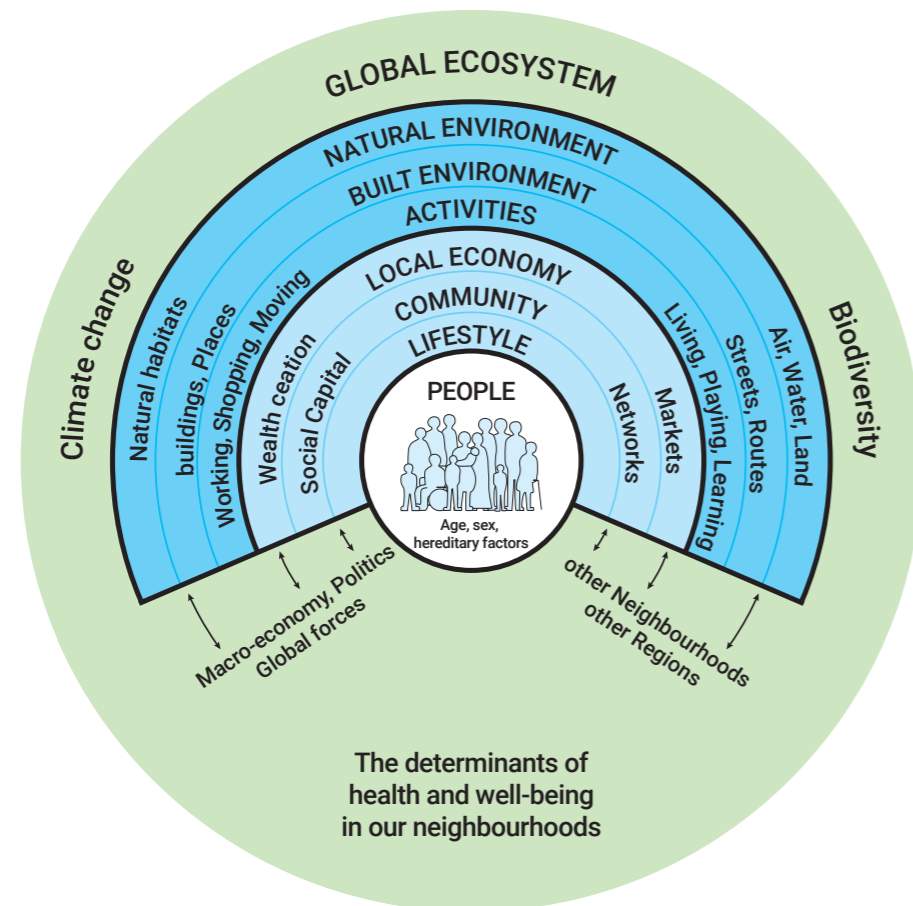 GLOBAL ECOSYSTEM
Climate change
Biodiversity
NATURAL ENVIRONMENT
Natural habitats
Air, Water, Land
BUILT ENVIRONMENT
buildings, Places
Streets, Routes
ACTIVITIES
Working, Shopping, Moving
Living, Playing, Learning
LOCAL ECONOMY
Wealth ceation
Markets
COMMUNITY
Social Capital
Networks
LIFESTYLE
PEOPLE
Age, sex,
hereditary factors
Macro-economy, Politics
Global forces
other Neighbourhoods
other Regions
The determinants of
health and well-being
in our neighbourhoods